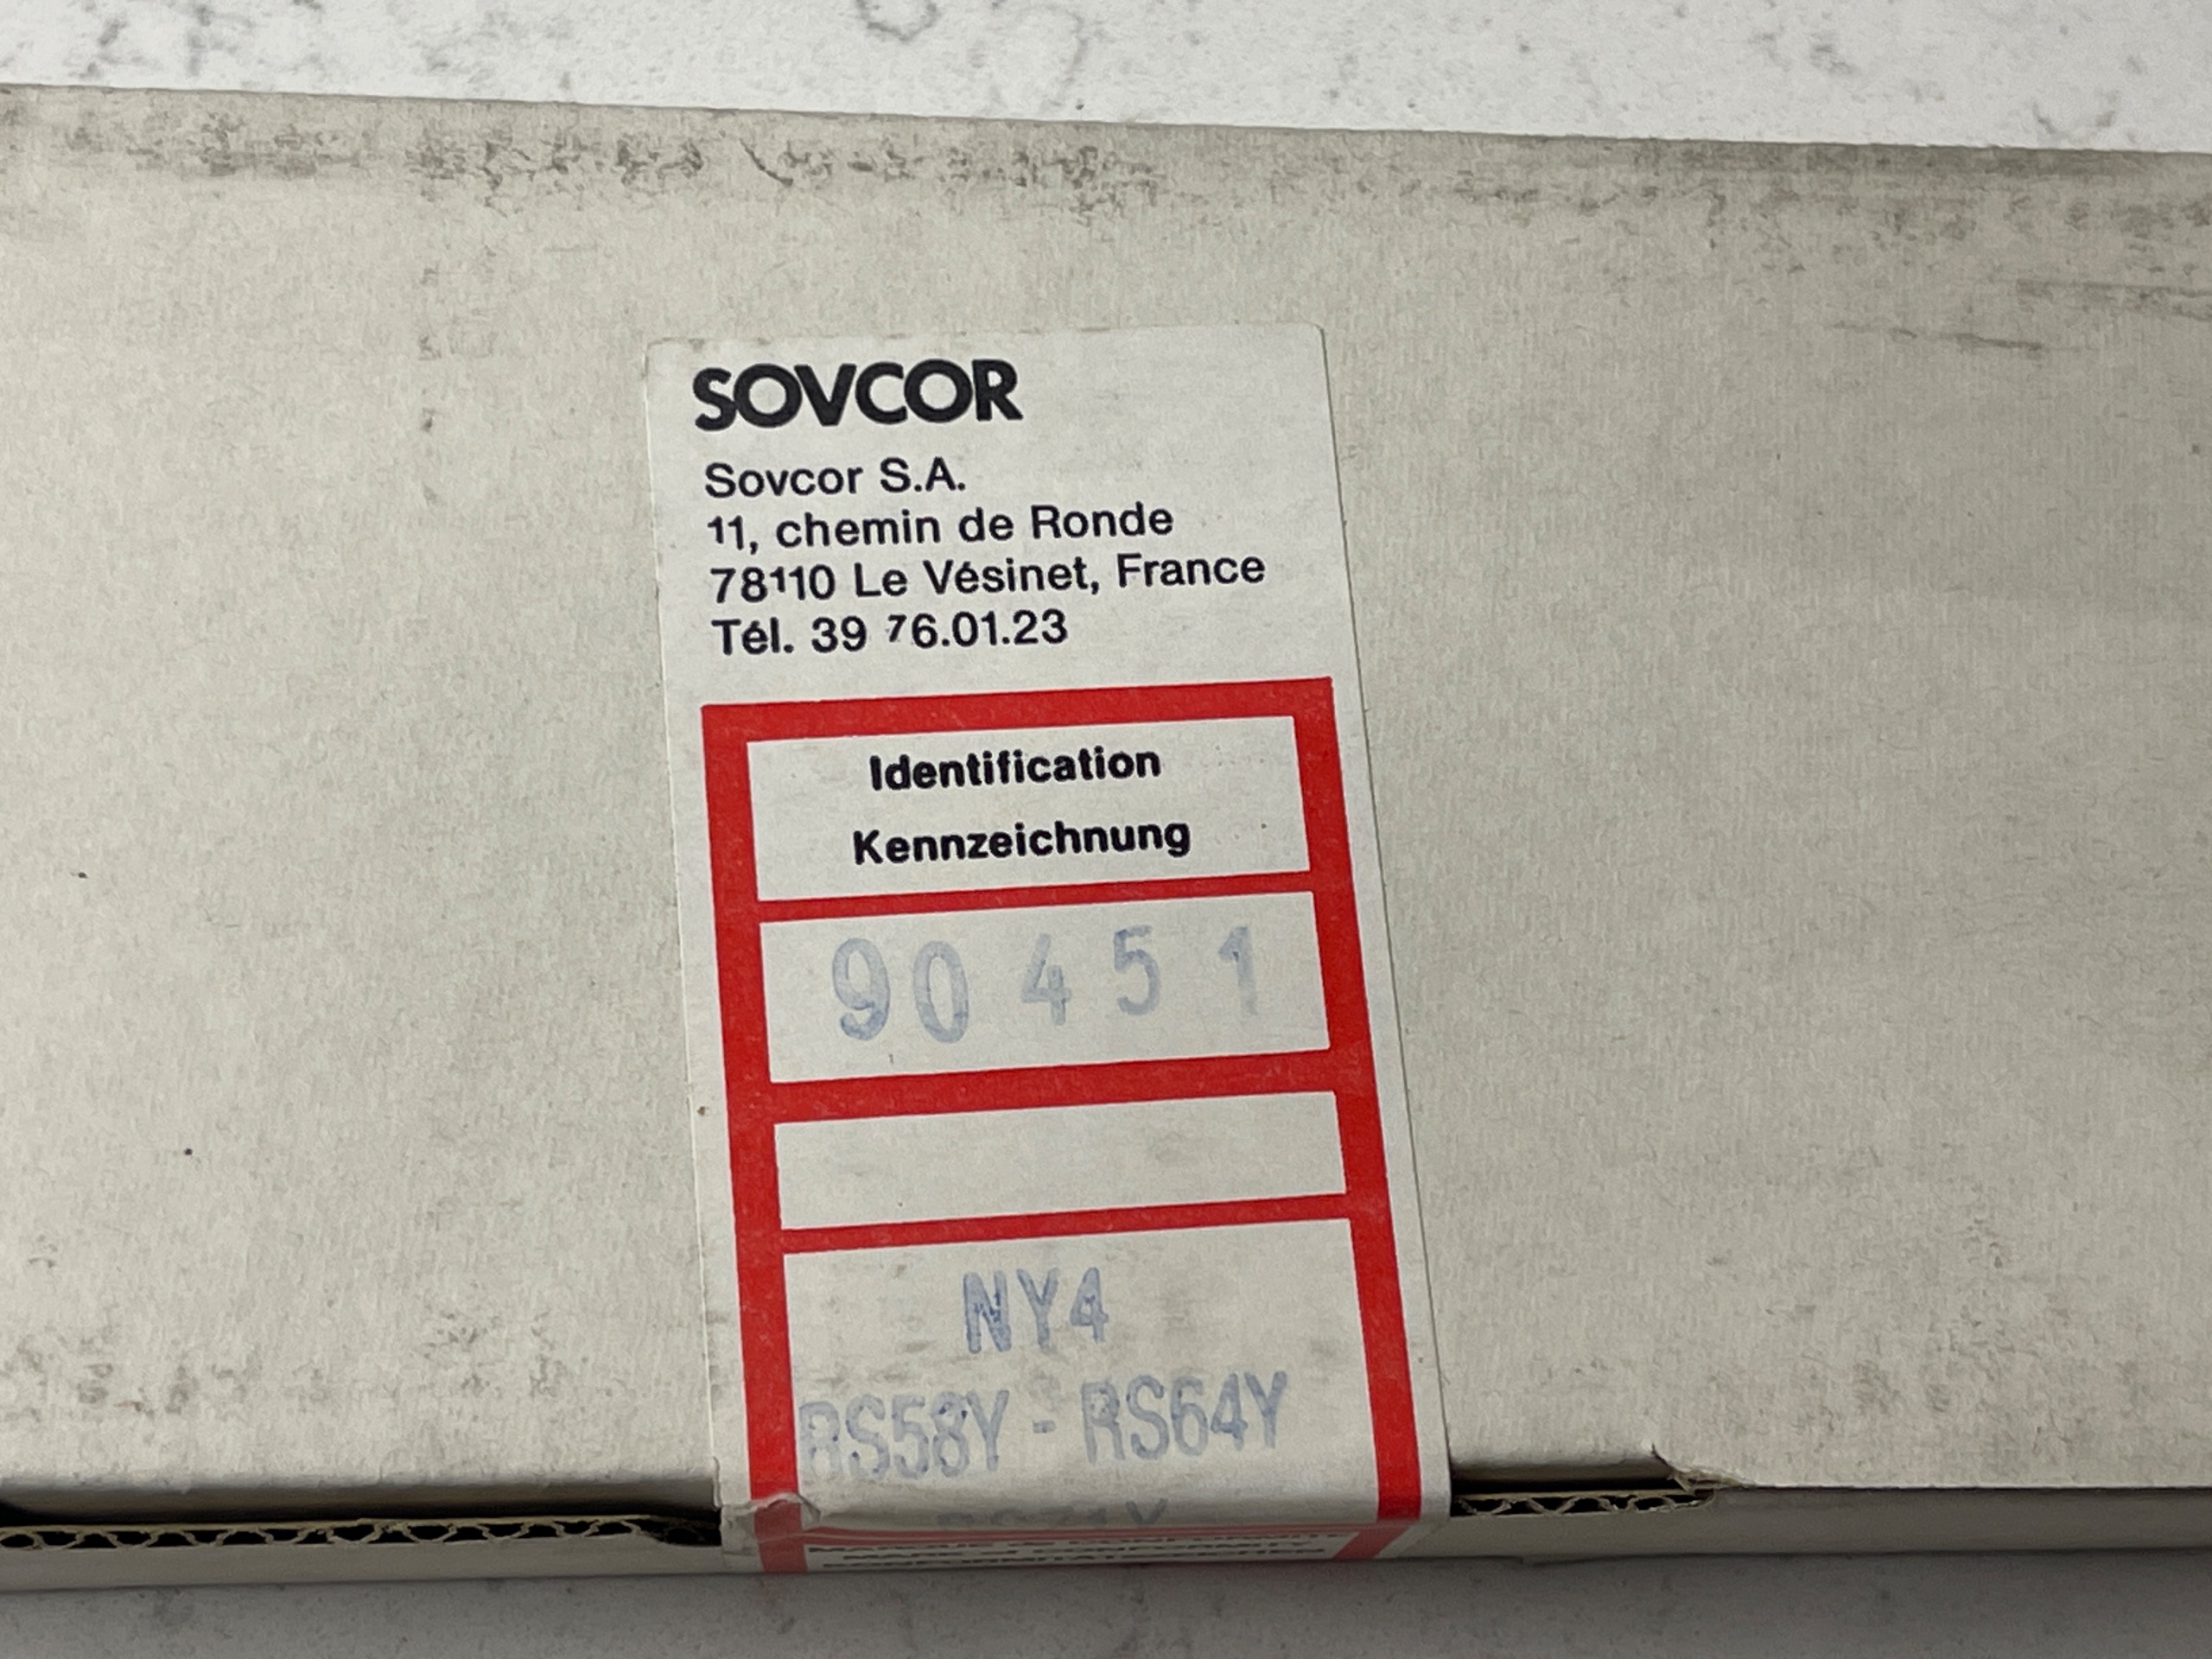 SOVCOR
Sovcor S.A.
11, chemin de Ronde
78110 Le Vésinet, France
Tél. 39 76.01.23
Identification
Kennzeichnung
90451
NY4
RS58Y - RS64Y